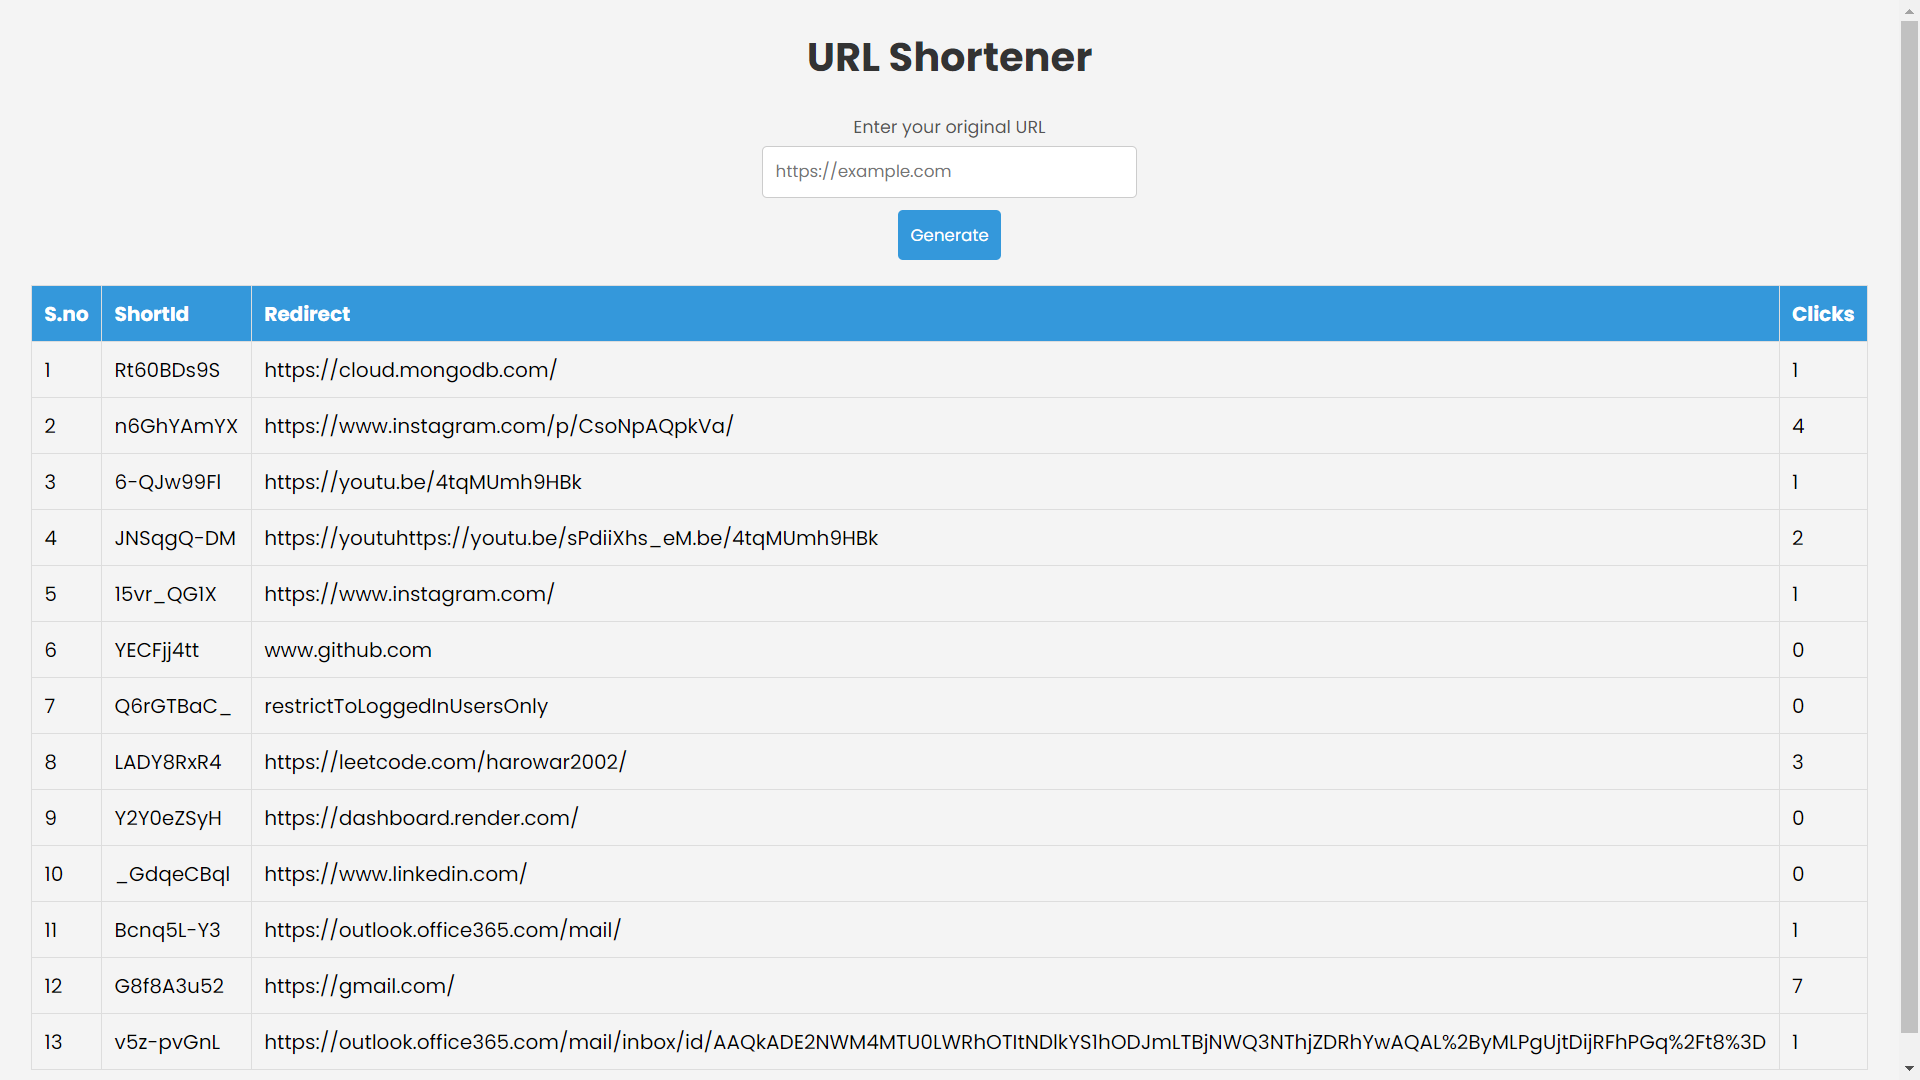 URL Shortener
Enter your original URL
https://example.com
Generate
S.no ShortId Redirect Clicks
1 Rt60BDs9S https://cloud.mongodb.com/ 1
2 n6GhYAmYX https://www.instagram.com/p/CsoNpAQpkVa/ 4
3 6-QJw99Fl https://youtu.be/4tqMUmh9HBk 1
4 JNSqgQ-DM https://youtuhttps://youtu.be/sPdiiXhs_eM.be/4tqMUmh9HBk 2
5 15vr_QG1X https://www.instagram.com/ 1
6 YECFjj4tt www.github.com 0
7 Q6rGTBaC_ restrictToLoggedInUsersOnly 0
8 LADY8RxR4 https://leetcode.com/harowar2002/ 3
9 Y2Y0eZSyH https://dashboard.render.com/ 0
10 _GdqeCBql https://www.linkedin.com/ 0
11 Bcnq5L-Y3 https://outlook.office365.com/mail/ 1
12 G8f8A3u52 https://gmail.com/ 7
13 v5z-pvGnL https://outlook.office365.com/mail/inbox/id/AAQkADE2NWM4MTU0LWRhOTItNDlkYS1hODJmLTBjNWQ3NThjZDRhYwAQAL%2ByMLPgUjtDijRFhPGq%2Ft8%3D 1